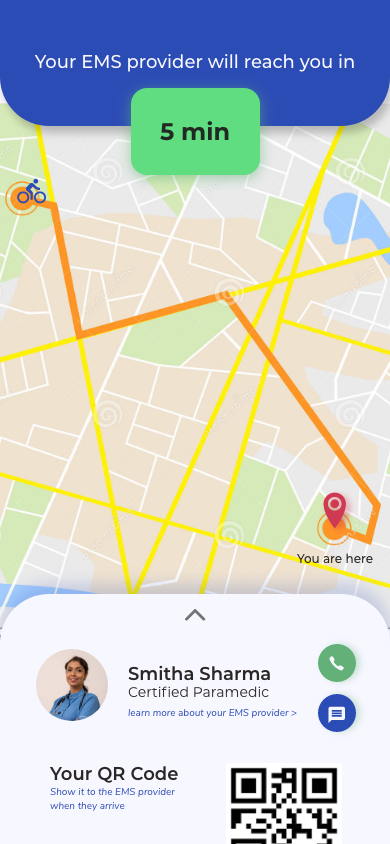 Your EMS provider will reach you in
5 min
You are here
Smitha Sharma
Certified Paramedic
learn more about your EMS provider >
Your QR Code
Show it to the EMS provider
when they arrive